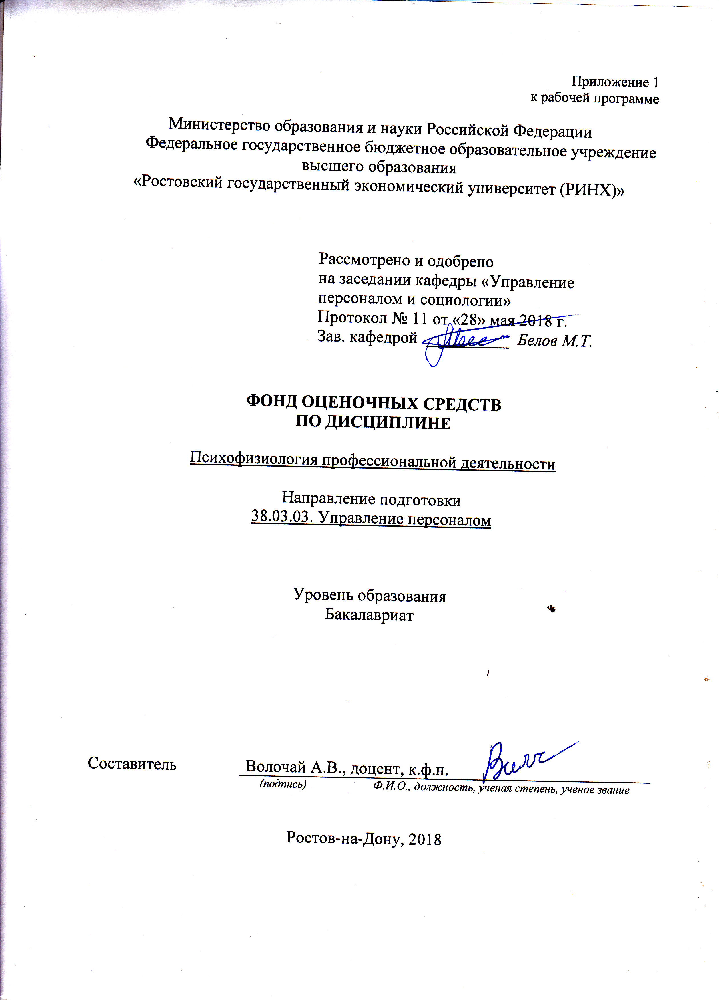 Приложение 1
к рабочей программе
Министерство образования и науки Российской Федерации
Федеральное государственное бюджетное образовательное учреждение
высшего образования
«Ростовский государственный экономический университет (РИНХ)»
Рассмотрено и одобрено
на заседании кафедры «Управление
персоналом и социологии»
Протокол № 11 от «28» мая 2018 г.
Зав. кафедрой Белов М.Т.
ФОНД ОЦЕНОЧНЫХ СРЕДСТВ
ПО ДИСЦИПЛИНЕ
Психофизиология профессиональной деятельности
Направление подготовки
38.03.03. Управление персоналом
Уровень образования
Бакалавриат
Составитель Волочай А.В., доцент, к.ф.н.
(подпись) Ф.И.О., должность, ученая степень, ученое звание
Ростов-на-Дону, 2018